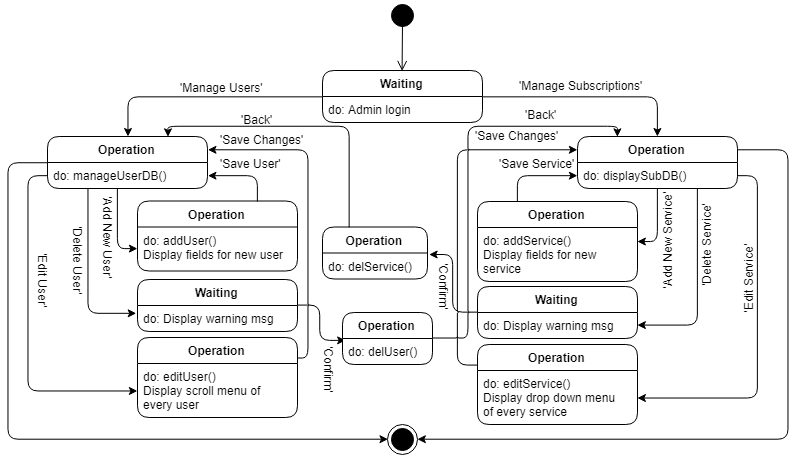 Waiting
do: Admin login
'Manage Users'
'Manage Subscriptions'
'Back'
'Back'
Operation
do: manageUserDB()
'Save Changes'
'Save User'
'Add New User'
'Delete User'
'Edit User'
Operation
do: addUser()
Display fields for new user
Waiting
do: Display warning msg
Operation
do: editUser()
Display scroll menu of
every user
Operation
do: delService()
'Confirm'
Operation
do: delUser()
'Confirm'
'Save Changes'
'Save Service'
Operation
do: displaySubDB()
Operation
do: addService()
Display fields for new
service
Waiting
do: Display warning msg
Operation
do: editService()
Display drop down menu
of every service
'Add New Service'
'Delete Service'
'Edit Service'